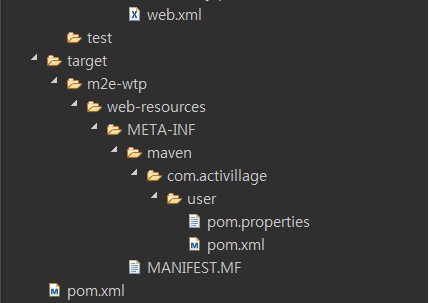 web.xml
test
target
m2e-wtp
web-resources
META-INF
maven
com.activillage
user
pom.properties
pom.xml
MANIFEST.MF
pom.xml